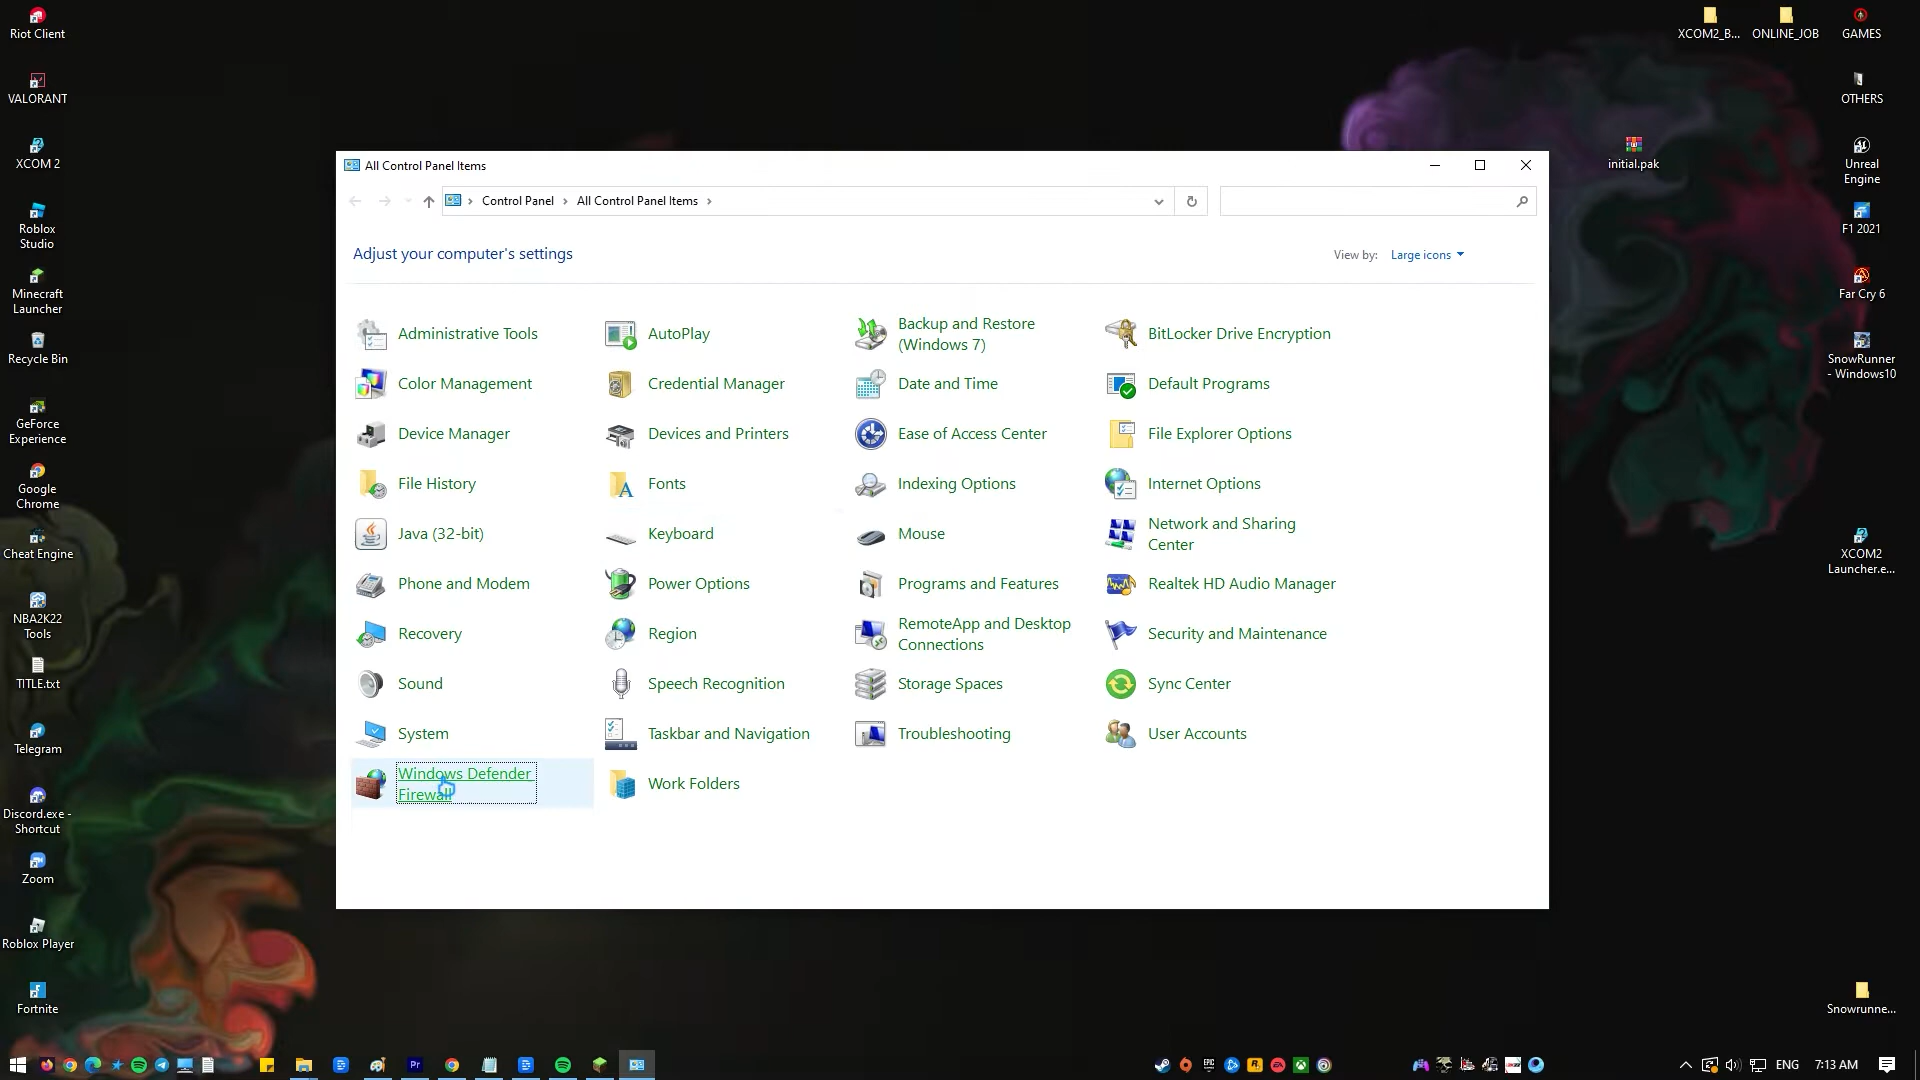 Riot Client
VALORANT
XCOM 2
Roblox
Studio
Minecraft
Launcher
Recycle Bin
GeForce
Experience
Google
Chrome
Cheat Engine
NBA2K22
Tools
TITLE.txt
Telegram
Discord.exe -
Shortcut
Zoom
Roblox Player
Fortnite
All Control Panel Items
Control Panel
All Control Panel Items
Adjust your computer's settings
View by: Large icons
Administrative Tools
AutoPlay
Backup and Restore
(Windows 7)
BitLocker Drive Encryption
Color Management
Credential Manager
Date and Time
Default Programs
Device Manager
Devices and Printers
Ease of Access Center
File Explorer Options
File History
Fonts
Indexing Options
Internet Options
Java (32-bit)
Keyboard
Mouse
Network and Sharing
Center
Phone and Modem
Power Options
Programs and Features
Realtek HD Audio Manager
Recovery
Region
RemoteApp and Desktop
Connections
Security and Maintenance
Sound
Speech Recognition
Storage Spaces
Sync Center
System
Taskbar and Navigation
Troubleshooting
User Accounts
Windows Defender
Firewall
Work Folders
XCOM2_B...
ONLINE_JOB
GAMES
OTHERS
initial.pak
Unreal
Engine
F1 2021
Far Cry 6
SnowRunner
- Windows10
XCOM2
Launcher.e...
Snowrunne...
Pr
EPIC
EA
ENG
7:13 AM